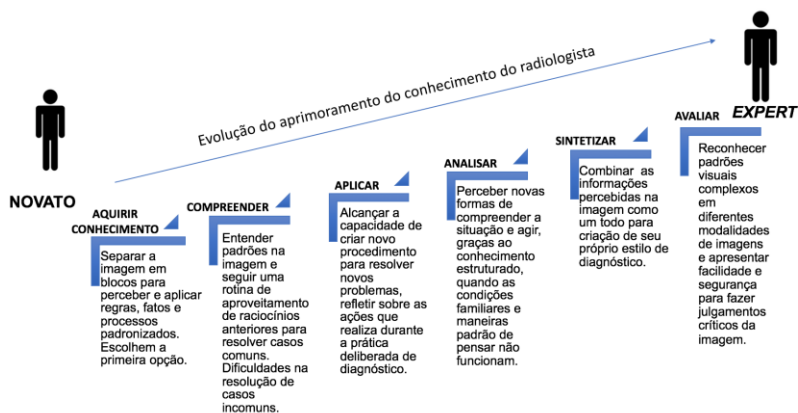 Evolução do aprimoramento do conhecimento do radiologista
NOVATO
EXPERT
AQUIRIR
CONHECIMENTO
Separar a
imagem em
blocos para
perceber e aplicar
regras, fatos e
processos
padronizados.
Escolhem a
primeira opção.
COMPREENDER
Entender
padrões na
imagem e
seguir uma
rotina de
aproveitamento
de raciocínios
anteriores para
resolver casos
comuns.
Dificuldades na
resolução de
casos
incomuns.
APLICAR
Alcançar a
capacidade de
criar novo
procedimento
para resolver
novos
problemas,
refletir sobre as
ações que
realiza durante
a prática
deliberada de
diagnóstico.
ANALISAR
Perceber novas
formas de
compreender a
situação e agir,
graças ao
conhecimento
estruturado,
quando as
condições
familiares e
maneiras
padrão de
pensar não
funcionam.
SINTETIZAR
Combinar as
informações
percebidas na
imagem como
um todo para
criação de seu
próprio estilo de
diagnóstico.
AVALIAR
Reconhecer
padrões
visuais
complexos
em
diferentes
modalidades
de imagens e
apresentar
facilidade e
segurança
para fazer
julgamentos
críticos da
imagem.